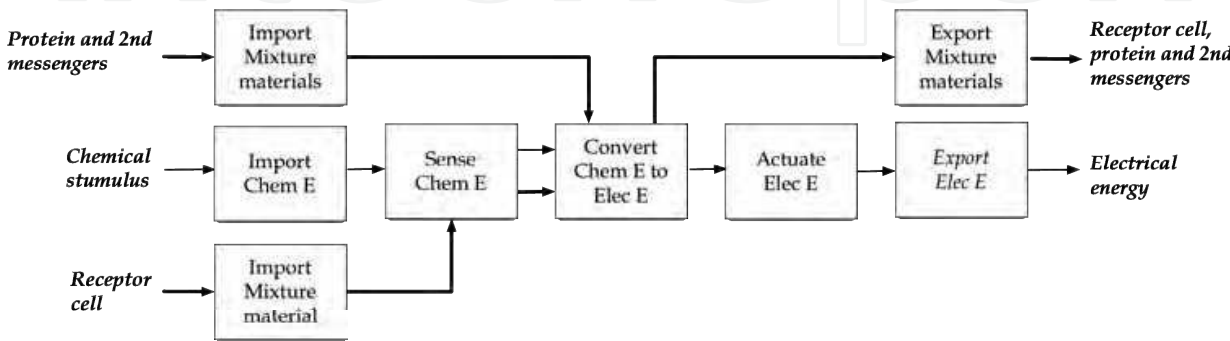 Protein and 2nd
messengers
Import
Mixture
materials
Export
Mixture
materials
Receptor cell,
protein and 2nd
messengers
Chemical
stumulus
Import
Chem E
Sense
Chem E
Convert
Chem E to
Elec E
Actuate
Elec E
Export
Elec E
Electrical
energy
Receptor
cell
Import
Mixture
material